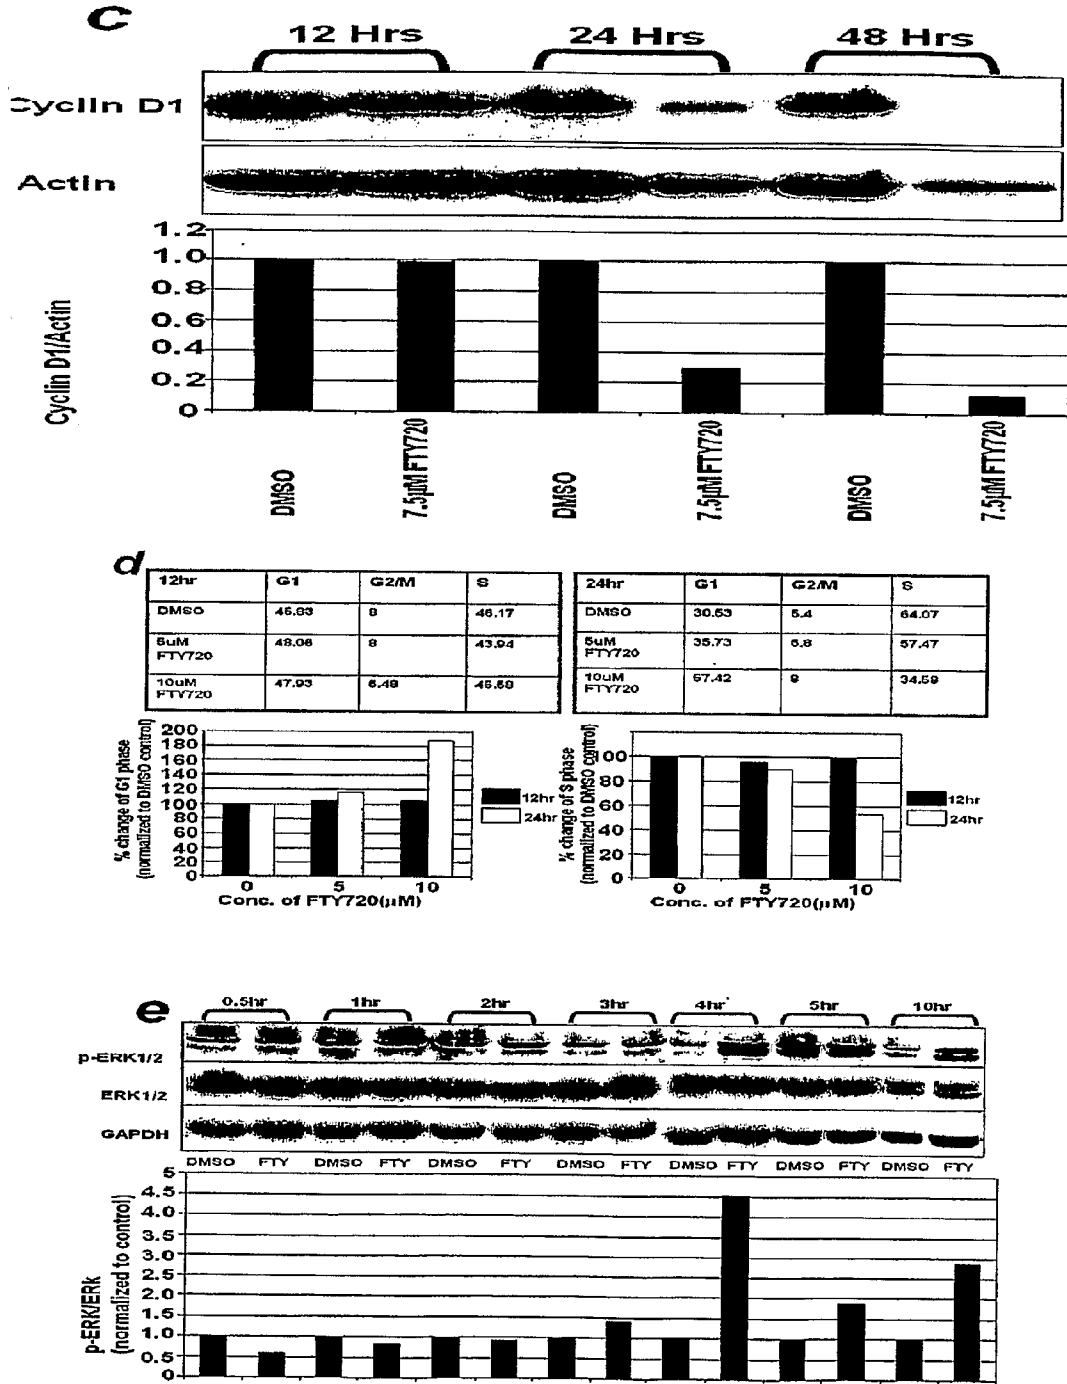 c
12 Hrs 24 Hrs 48 Hrs
Cyclin D1
Actin
1.2
1.0
0.8
0.6
0.4
0.2
0
Cyclin D1/Actin
DMSO 7.5µM FTY720 DMSO 7.5µM FTY720 DMSO 7.5µM FTY720
d
12hr G1 G2/M S
DMSO 45.83 8 46.17
5uM FTY720 48.06 8 43.94
10uM FTY720 47.93 6.48 45.58
24hr G1 G2/M S
DMSO 30.53 5.4 64.07
5uM FTY720 35.73 6.8 57.47
10uM FTY720 57.42 8 34.58
% change of G1 phase
(normalized to DMSO control)
200
180
160
140
120
100
80
60
40
20
0
0 5 10
Conc. of FTY720(µM)
12hr
24hr
% change of S phase
(normalized to DMSO control)
100
80
60
40
20
0
0 5 10
Conc. of FTY720(µM)
12hr
24hr
e
0.5hr 1hr 2hr 3hr 4hr 5hr 10hr
p-ERK1/2
ERK1/2
GAPDH
DMSO FTY DMSO FTY DMSO FTY DMSO FTY DMSO FTY DMSO FTY DMSO FTY
5
4.5
4.0
3.5
3.0
2.5
2.0
1.5
1.0
0.5
0
p-ERK/ERk
(normalized to control)